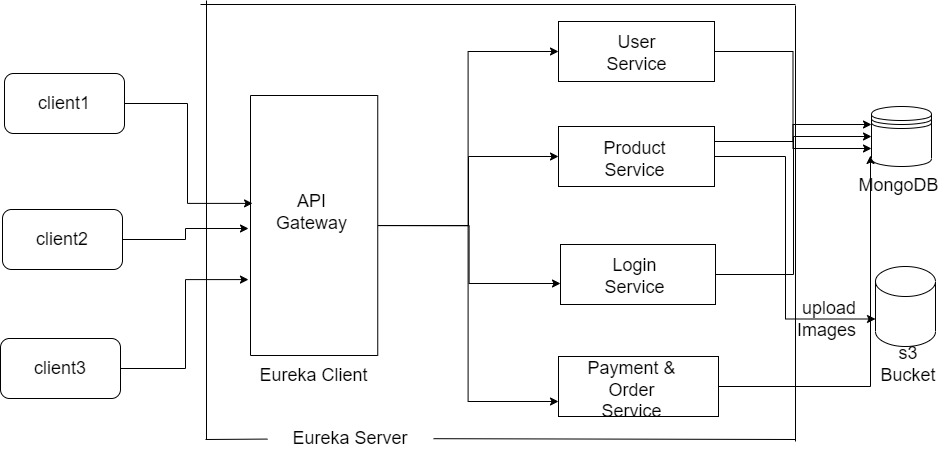 client1
client2
client3
API
Gateway
Eureka Client
Eureka Server
User
Service
Product
Service
Login
Service
Payment &
Order
Service
MongoDB
upload
Images
s3
Bucket